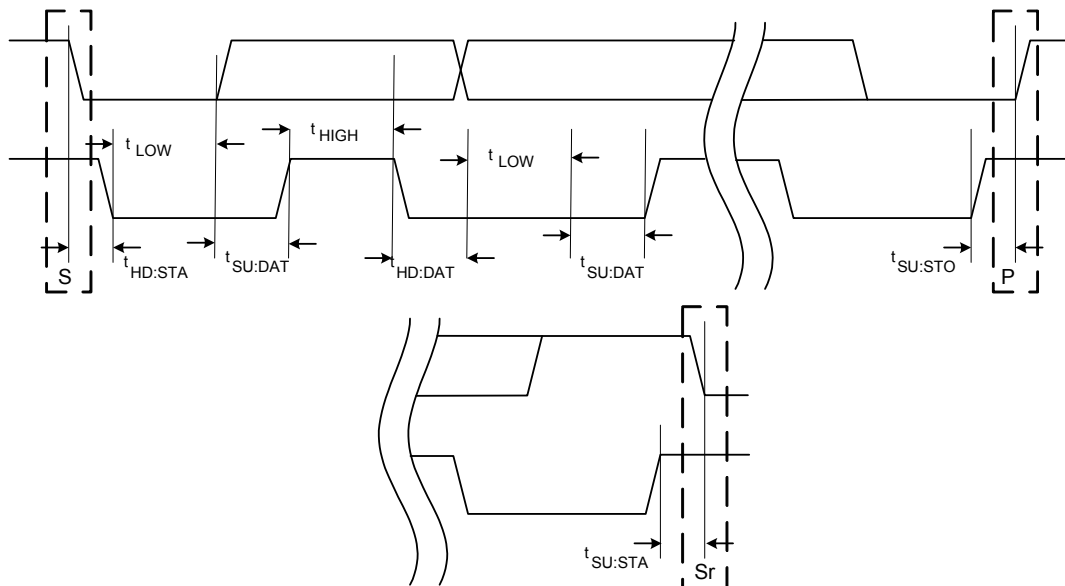 t LOW
t HIGH
t LOW
S
t HD:STA
t SU:DAT
t HD:DAT
t SU:DAT
t SU:STO
P
t SU:STA
Sr